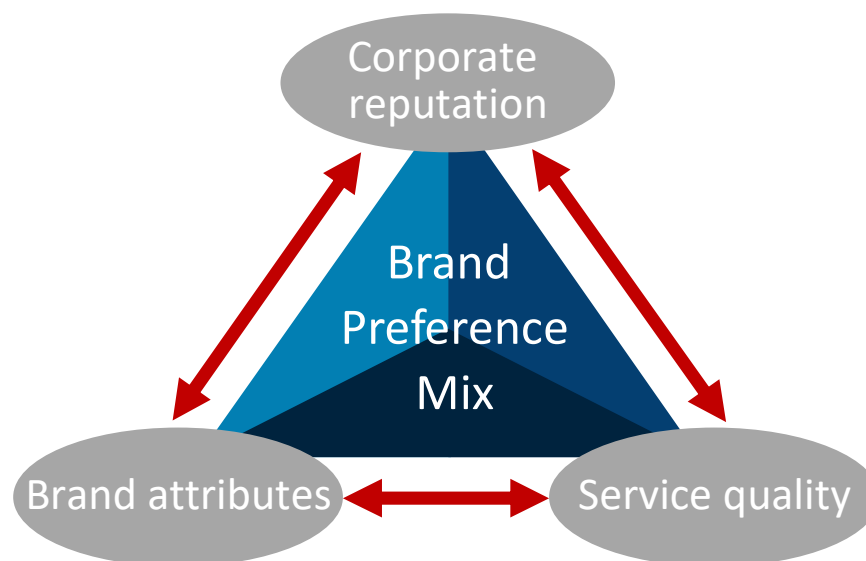 Corporate
reputation
Brand
Preference
Mix
Brand attributes
Service quality